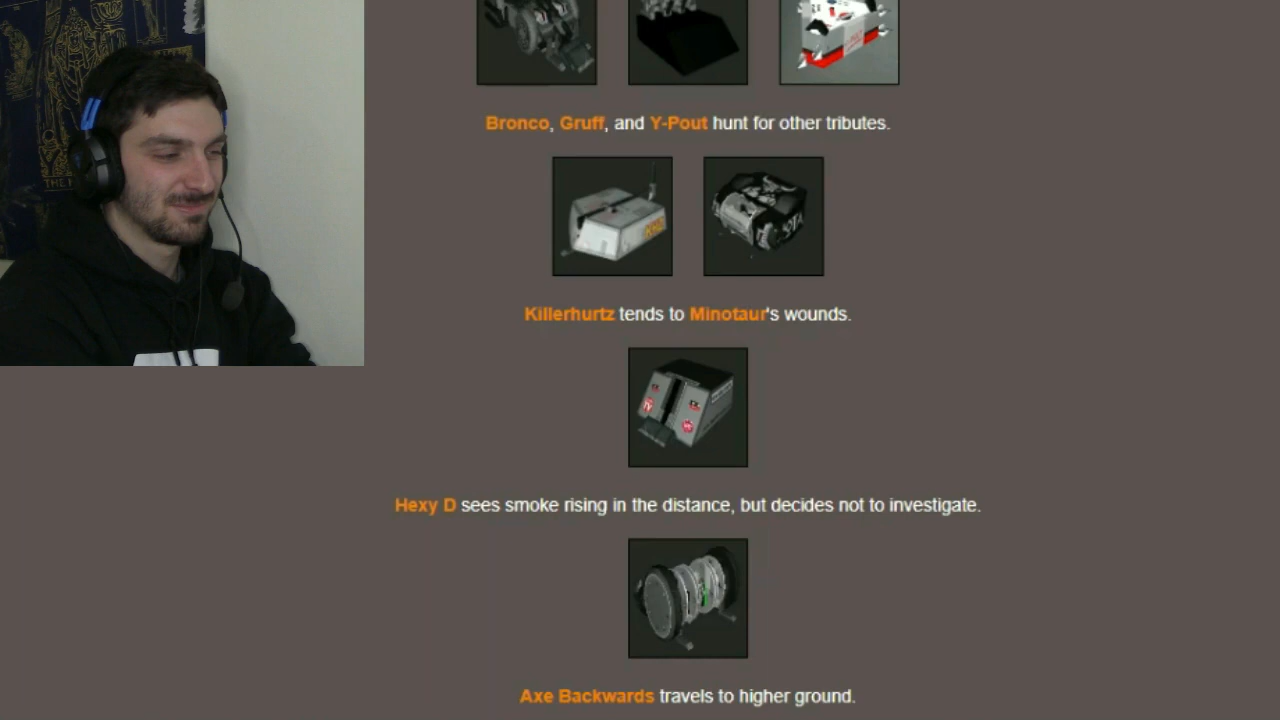 Bronco, Gruff, and Y-Pout hunt for other tributes.
Killerhurtz tends to Minotaur's wounds.
Hexy D sees smoke rising in the distance, but decides not to investigate.
Axe Backwards travels to higher ground.